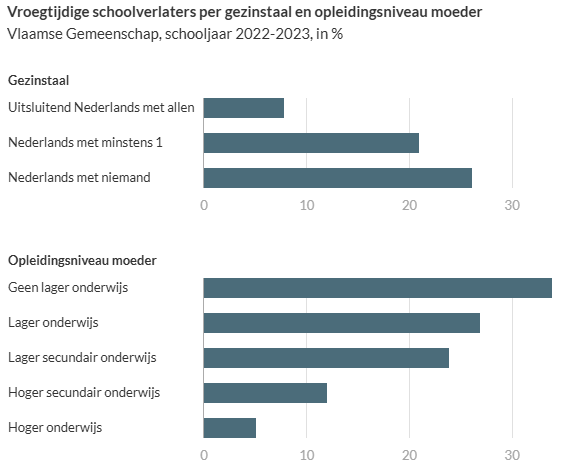 Vroegtijdige schoolverlaters per gezinstaal en opleidingsniveau moeder
Vlaamse Gemeenschap, schooljaar 2022-2023, in %
Gezinstaal
Uitsluitend Nederlands met allen
Nederlands met minstens 1
Nederlands met niemand
0 10 20 30
Opleidingsniveau moeder
Geen lager onderwijs
Lager onderwijs
Lager secundair onderwijs
Hoger secundair onderwijs
Hoger onderwijs
0 10 20 30